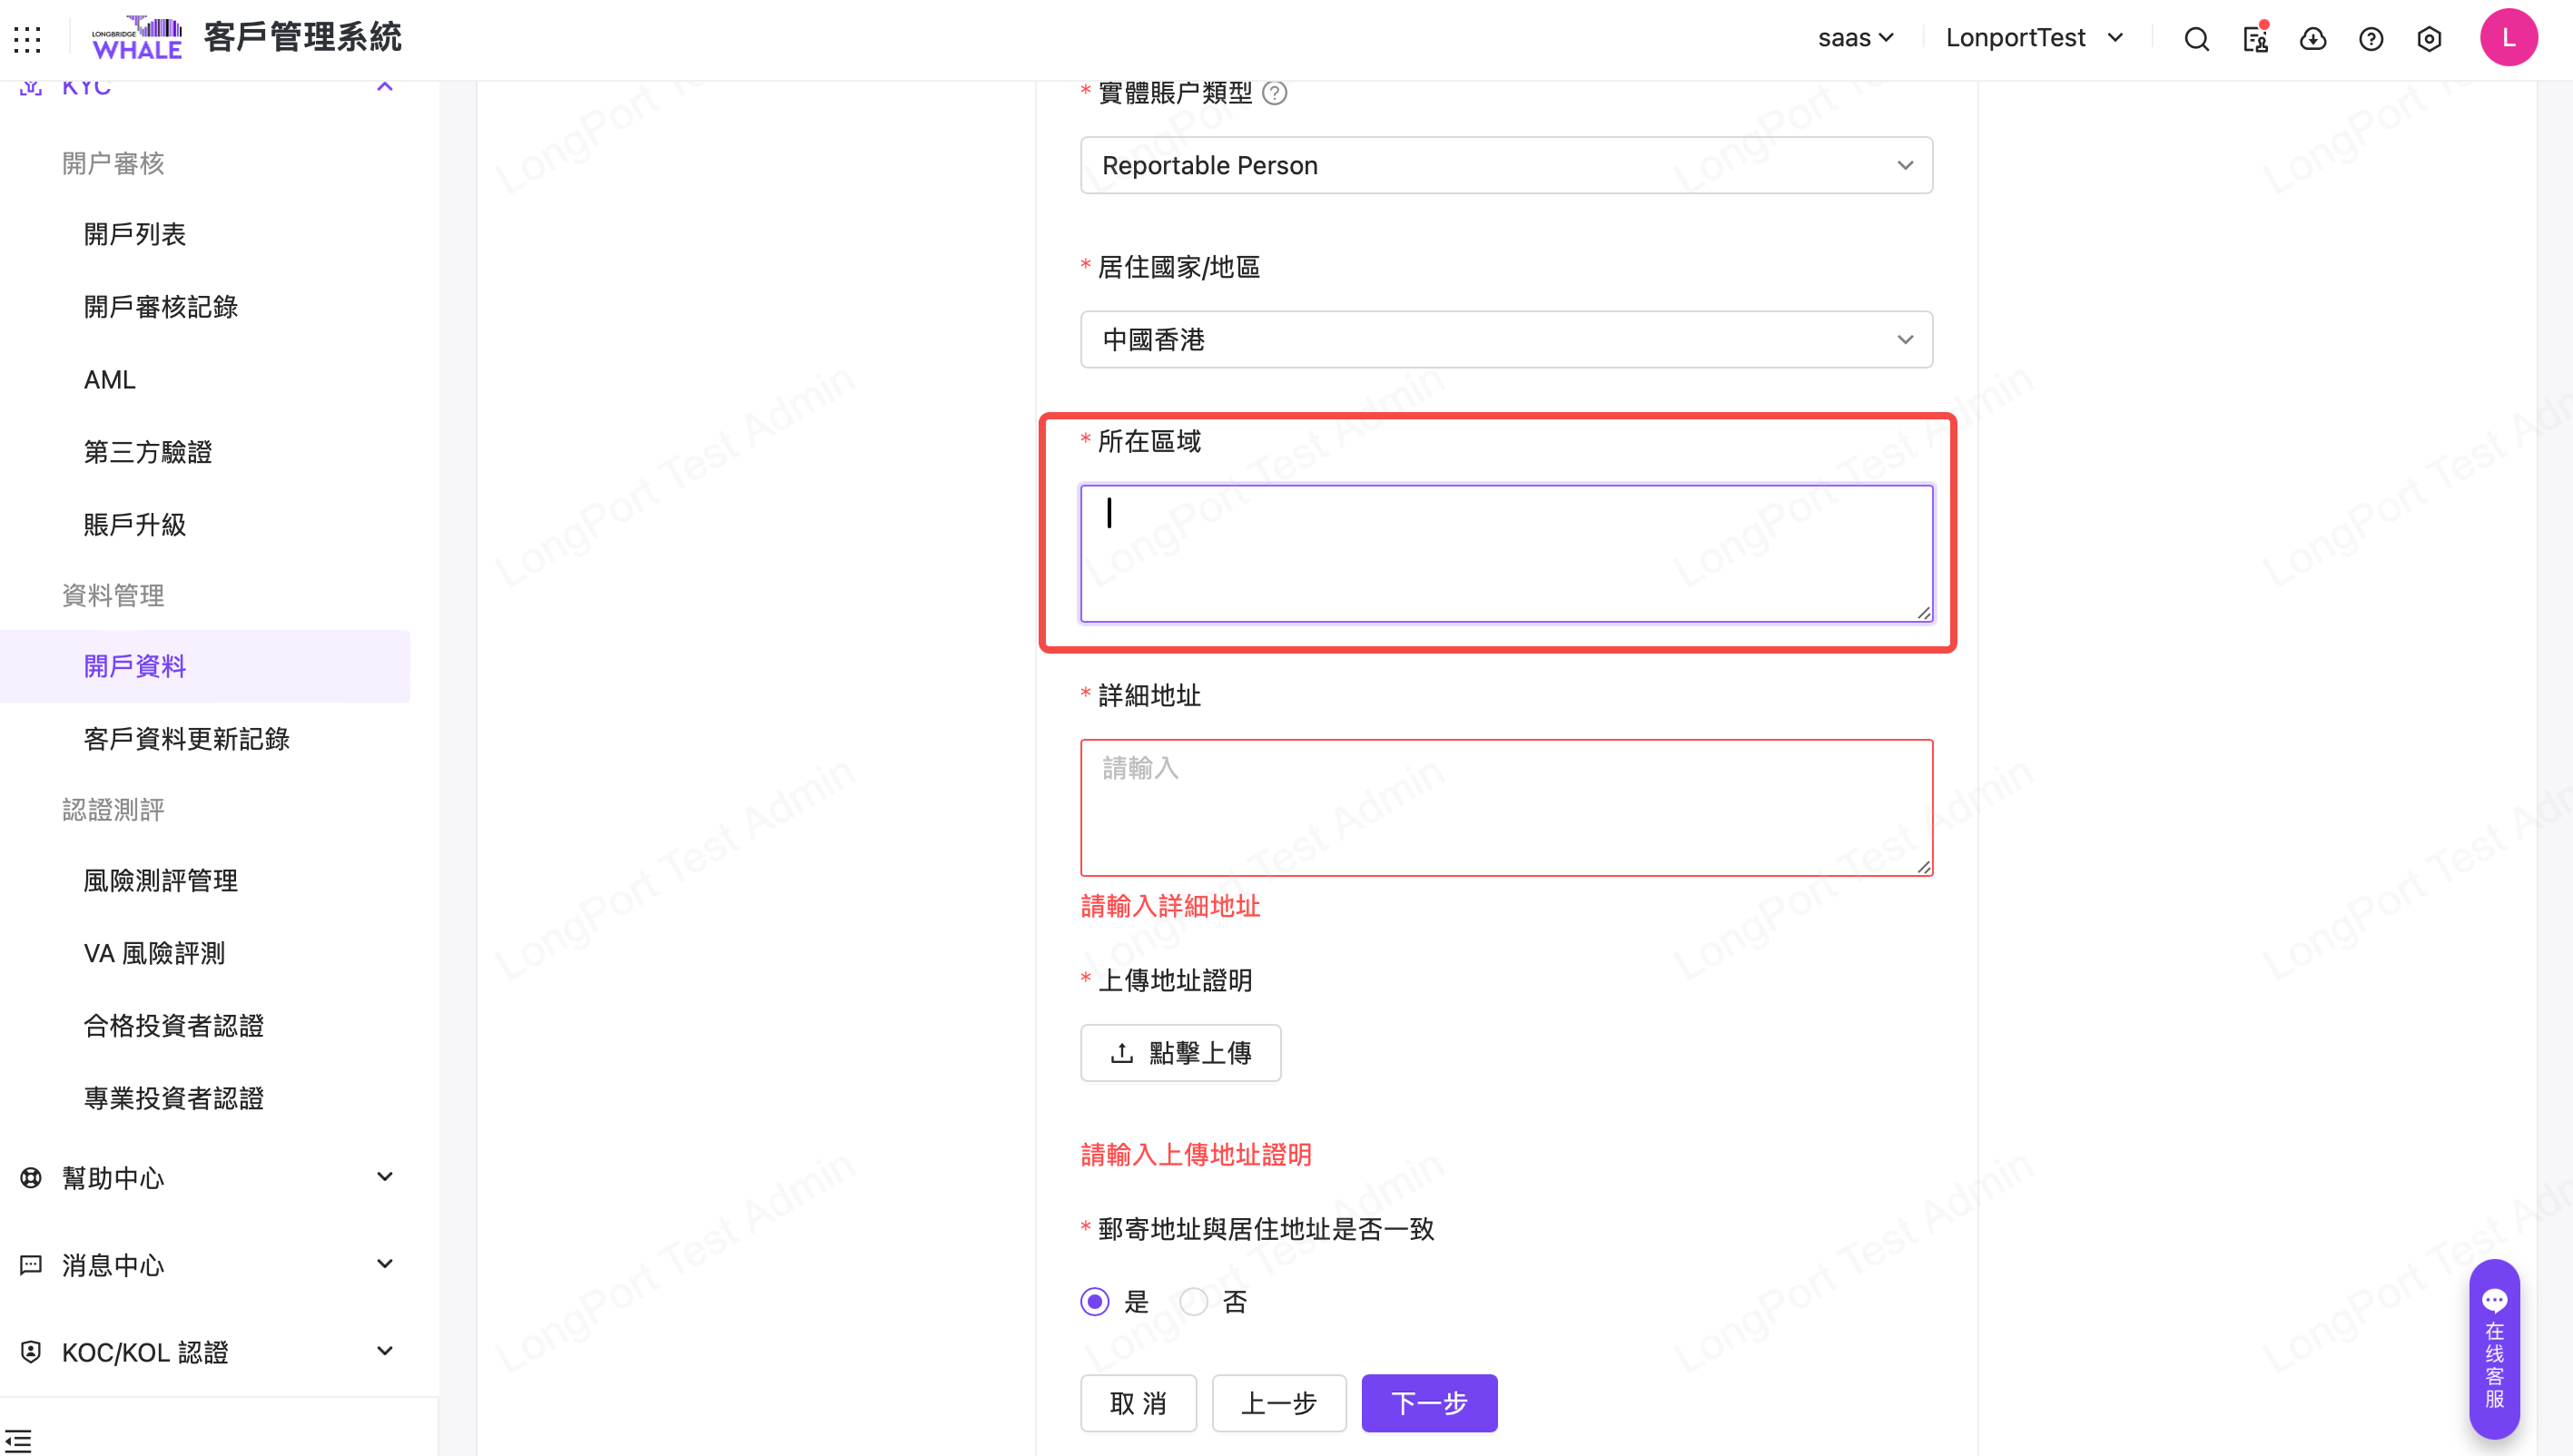 LONGBRIDGE
WHALE
客戶管理系統
saas
LonportTest
L
KYC
開户審核
開戶列表
開戶審核記錄
AML
第三方驗證
賬戶升級
資料管理
開戶資料
客戶資料更新記錄
認證測評
風險測評管理
VA 風險評測
合格投資者認證
專業投資者認證
幫助中心
消息中心
KOC/KOL 認證
* 實體賬户類型
Reportable Person
* 居住國家/地區
中國香港
* 所在區域
* 詳細地址
請輸入
請輸入詳細地址
* 上傳地址證明
點擊上傳
請輸入上傳地址證明
* 郵寄地址與居住地址是否一致
是 否
取 消 上一步 下一步
在线客服
LongPort Test Admin